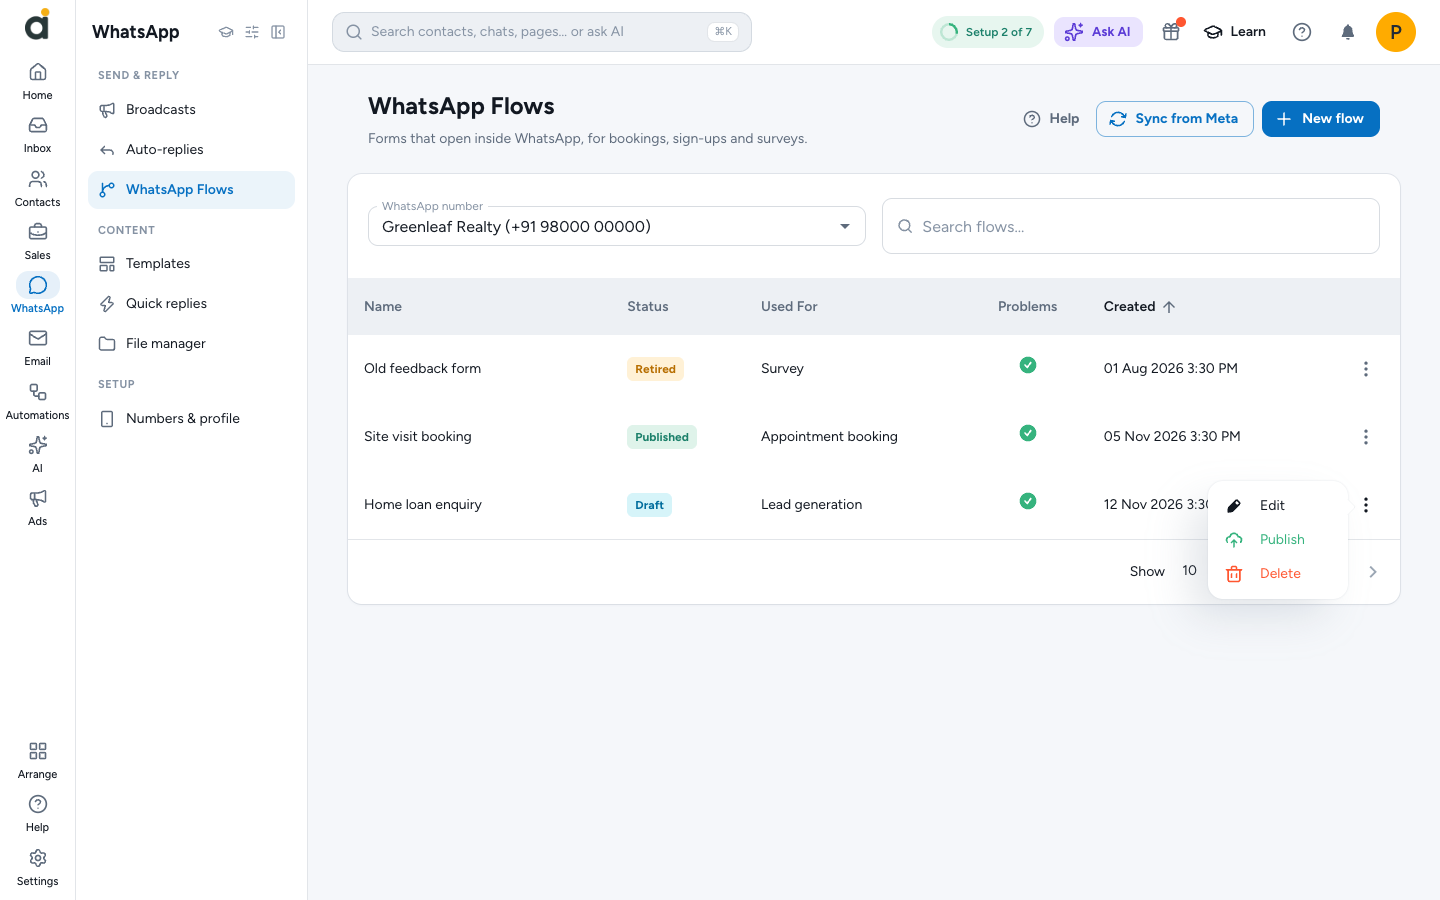 WhatsApp
Search contacts, chats, pages... or ask AI
⌘K
Setup 2 of 7
Ask AI
Learn
P
Home
Inbox
Contacts
Sales
WhatsApp
Email
Automations
AI
Ads
Arrange
Help
Settings
SEND & REPLY
Broadcasts
Auto-replies
WhatsApp Flows
CONTENT
Templates
Quick replies
File manager
SETUP
Numbers & profile
WhatsApp Flows
Forms that open inside WhatsApp, for bookings, sign-ups and surveys.
Help
Sync from Meta
New flow
WhatsApp number
Greenleaf Realty (+91 98000 00000)
Search flows...
Name Status Used For Problems Created
Old feedback form Retired Survey 01 Aug 2026 3:30 PM
Site visit booking Published Appointment booking 05 Nov 2026 3:30 PM
Home loan enquiry Draft Lead generation 12 Nov 2026
Edit
Publish
Delete
Show 10